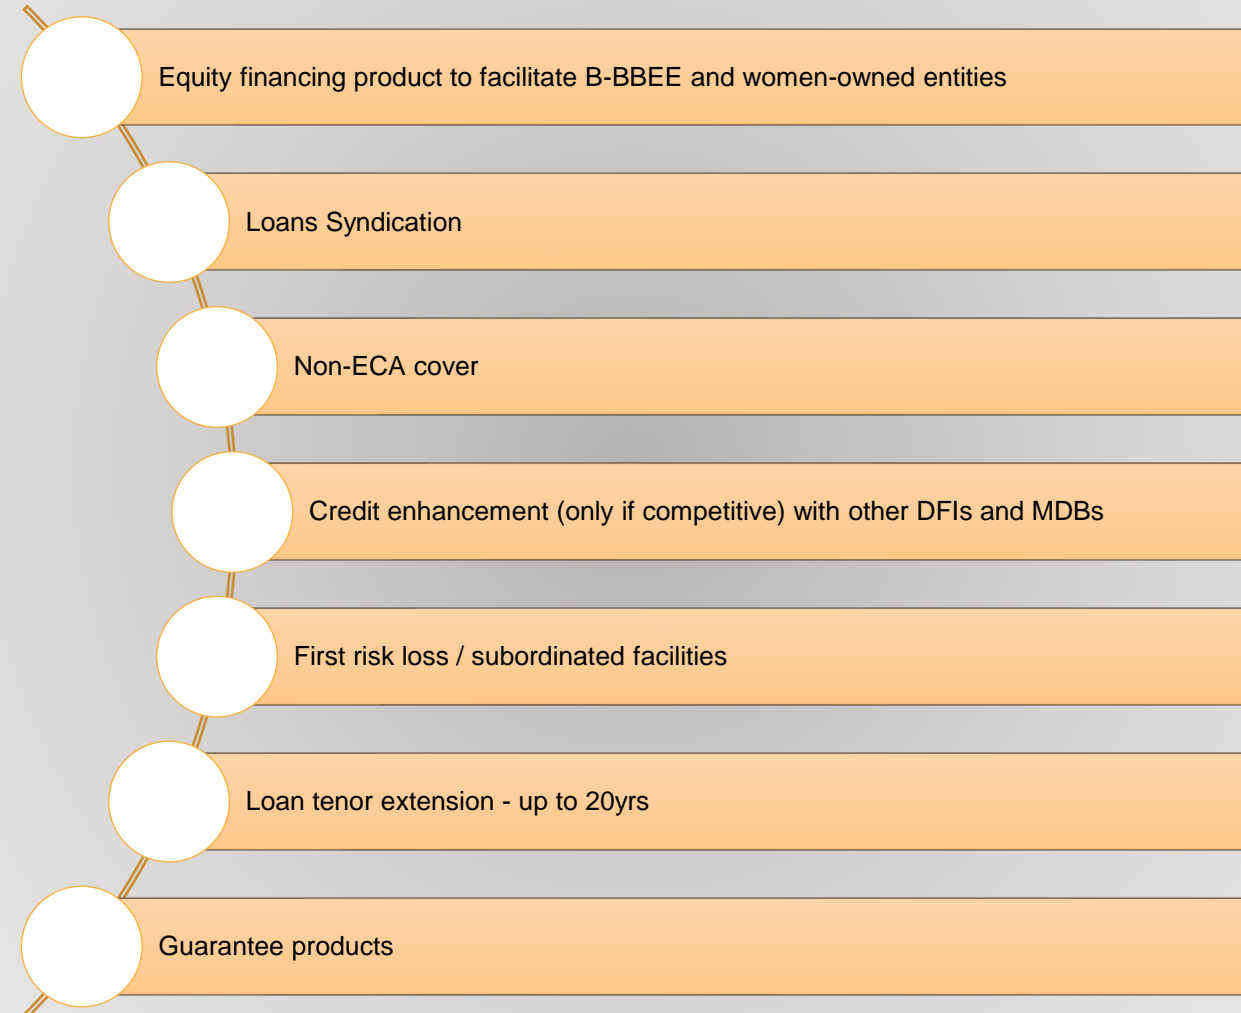 Equity financing product to facilitate B-BBEE and women-owned entities
Loans Syndication
Non-ECA cover
Credit enhancement (only if competitive) with other DFIs and MDBs
First risk loss / subordinated facilities
Loan tenor extension - up to 20yrs
Guarantee products